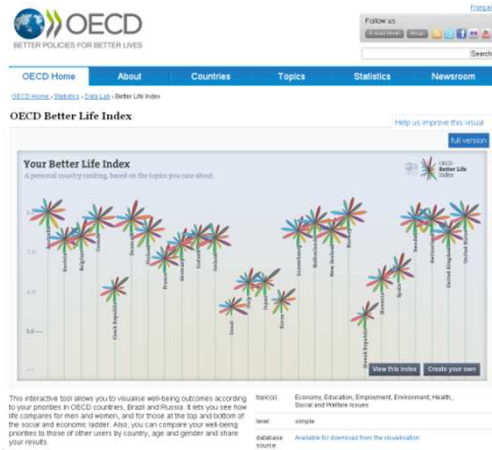 Français
OECD
BETTER POLICIES FOR BETTER LIVES
Follow us
E-mail Alerts Blogs
Search
OECD Home About Countries Topics Statistics Newsroom
OECD Home › Statistics › Data Lab › Better Life Index
OECD Better Life Index
Help us improve this visual
full version
Your Better Life Index
A personal country ranking, based on the topics you care about.
OECD
Better Life
Index
Czech Republic
Israel
Korea
Slovenia
Spain
Slovak Republic
Luxembourg
Netherlands
New Zealand
Switzerland
United Kingdom
United States
View this Index Create your own
This interactive tool allows you to visualise well-being outcomes according
to your priorities in OECD countries, Brazil and Russia. It lets you see how
life compares for men and women, and for those at the top and bottom of
the social and economic ladder. Also, you can compare your well-being
priorities to those of other users by country, age and gender and share
your results.
topic(s) Economy, Education, Employment, Environment, Health,
Social and Welfare Issues
level simple
database
source Available for download from the visualisation